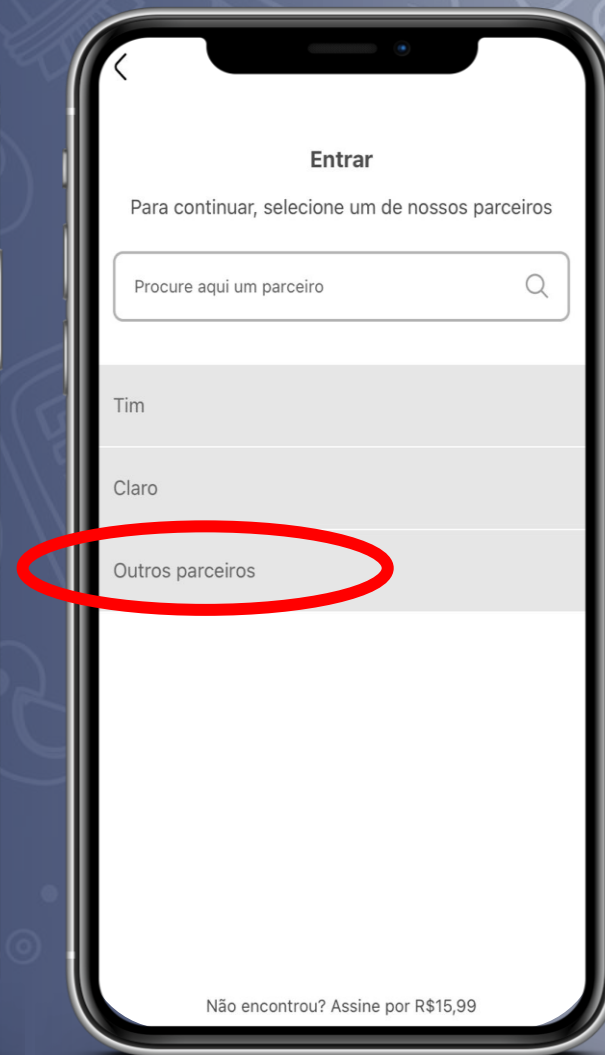 Entrar
Para continuar, selecione um de nossos parceiros
Procure aqui um parceiro
Tim
Claro
Outros parceiros
Não encontrou? Assine por R$15,99